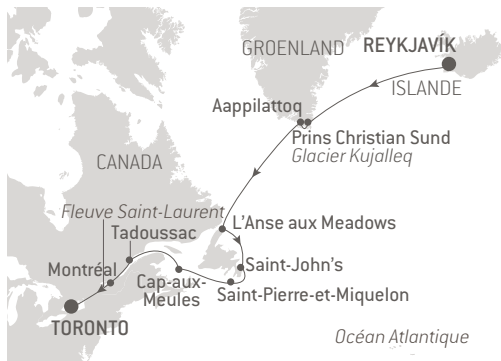 GROENLAND
REYKJAVÍK
ISLANDE
Aappilattoq
Prins Christian Sund
Glacier Kujalleq
CANADA
Fleuve Saint-Laurent
L'Anse aux Meadows
Tadoussac
Montréal
Cap-aux-
Meules
Saint-John's
Saint-Pierre-et-Miquelon
TORONTO
Océan Atlantique